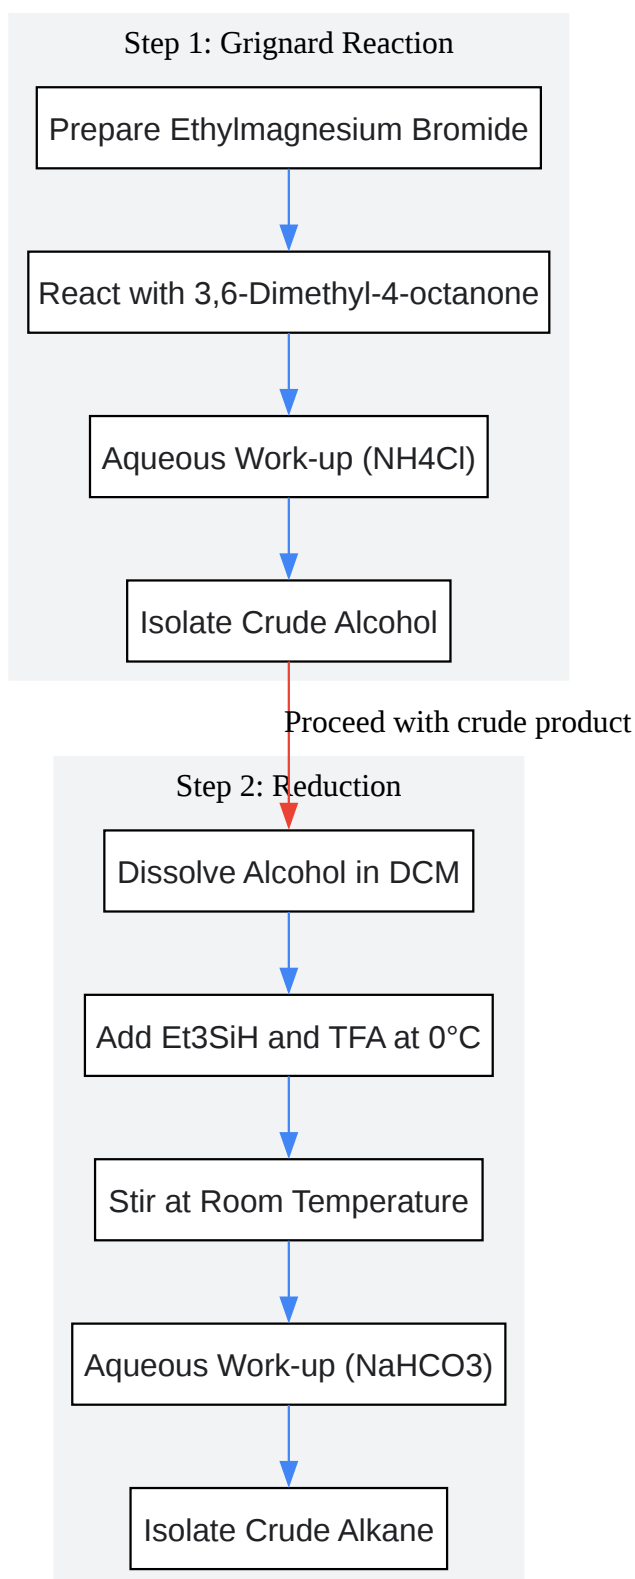 Step 1: Grignard Reaction
Prepare Ethylmagnesium Bromide
React with 3,6-Dimethyl-4-octanone
Aqueous Work-up (NH4Cl)
Isolate Crude Alcohol
Proceed with crude product
Step 2: Reduction
Dissolve Alcohol in DCM
Add Et3SiH and TFA at 0°C
Stir at Room Temperature
Aqueous Work-up (NaHCO3)
Isolate Crude Alkane